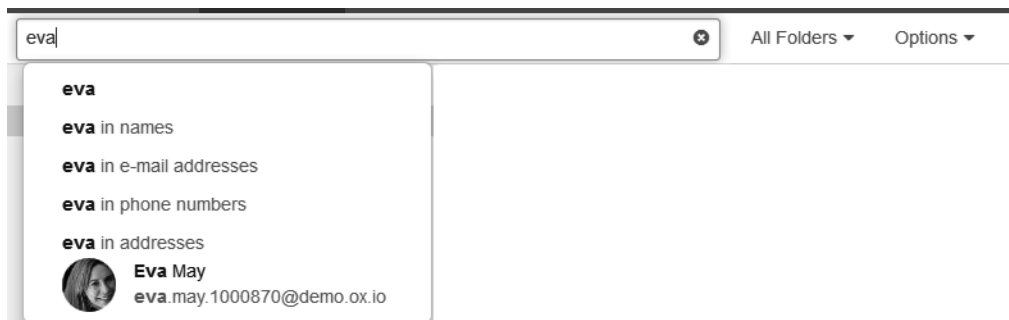 eva All Folders Options
eva
eva in names
eva in e-mail addresses
eva in phone numbers
eva in addresses
Eva May
eva.may.1000870@demo.ox.io